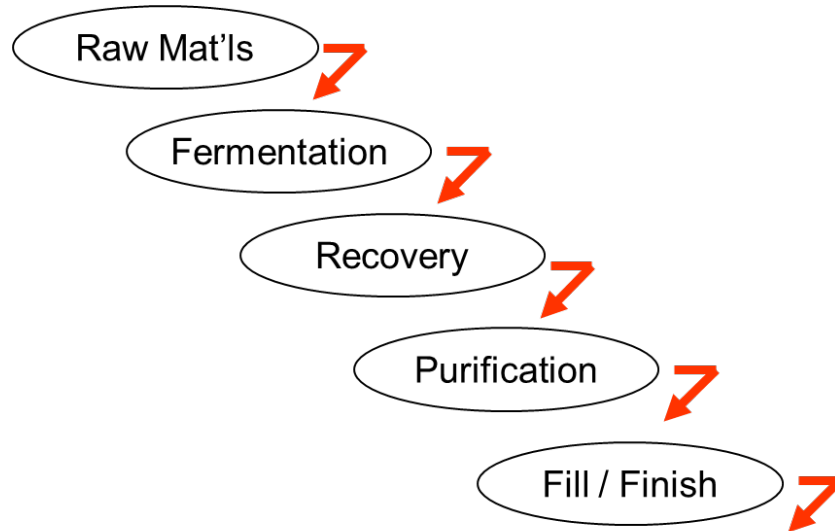 Raw Mat’ls
Fermentation
Recovery
Purification
Fill / Finish